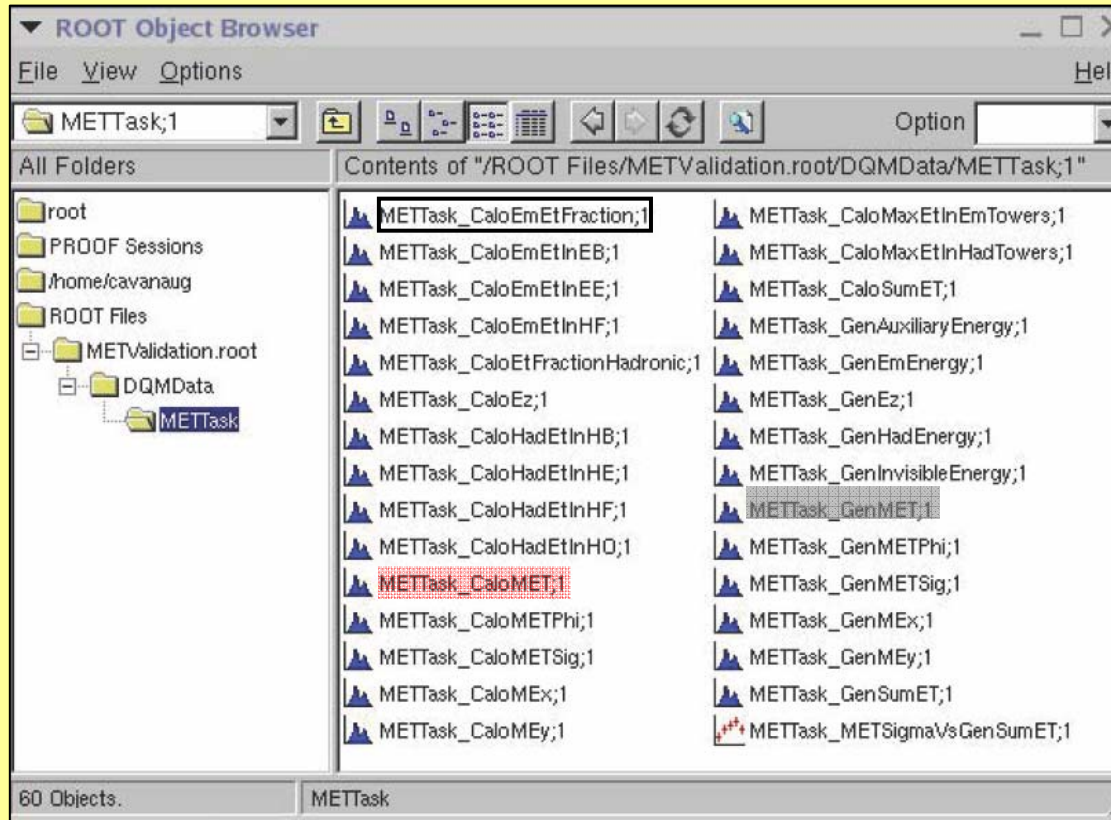 ROOT Object Browser
File View Options Hel
METTask;1 Option
All Folders
Contents of "/ROOT Files/METValidation.root/DQMData/METTask;1"
root
PROOF Sessions
/home/cavanaug
ROOT Files
METValidation.root
DQMData
METTask
METTask_CaloEmEtFraction;1
METTask_CaloEmEtInEB;1
METTask_CaloEmEtInEE;1
METTask_CaloEmEtInHF;1
METTask_CaloEtFractionHadronic;1
METTask_CaloEz;1
METTask_CaloHadEtInHB;1
METTask_CaloHadEtInHE;1
METTask_CaloHadEtInHF;1
METTask_CaloHadEtInHO;1
METTask_CaloMET;1
METTask_CaloMETPhi;1
METTask_CaloMETSig;1
METTask_CaloMEx;1
METTask_CaloMEy;1
METTask_CaloMaxEtInEmTowers;1
METTask_CaloMaxEtInHadTowers;1
METTask_CaloSumET;1
METTask_GenAuxiliaryEnergy;1
METTask_GenEmEnergy;1
METTask_GenEz;1
METTask_GenHadEnergy;1
METTask_GenInvisibleEnergy;1
METTask_GenMET;1
METTask_GenMETPhi;1
METTask_GenMETSig;1
METTask_GenMEx;1
METTask_GenMEy;1
METTask_GenSumET;1
METTask_METSigmaVsGenSumET;1
60 Objects.
METTask